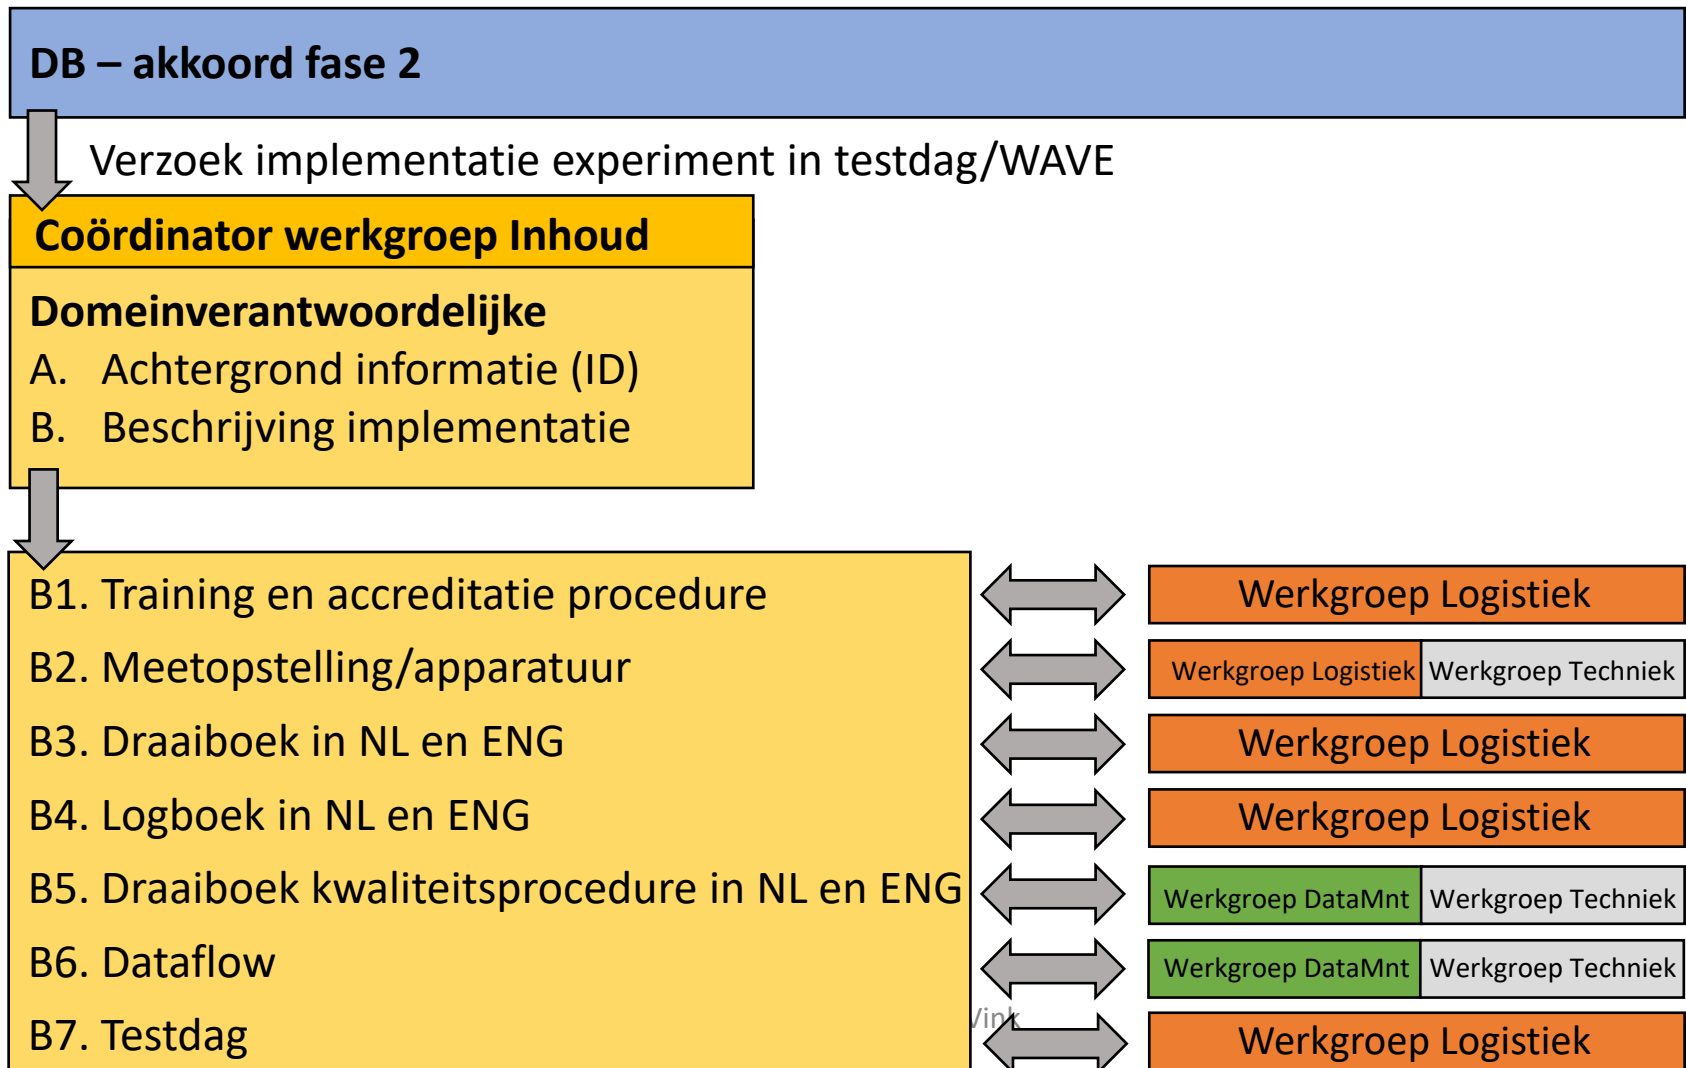 DB – akkoord fase 2
Verzoek implementatie experiment in testdag/WAVE
Coördinator werkgroep Inhoud
Domeinverantwoordelijke
A. Achtergrond informatie (ID)
B. Beschrijving implementatie
B1. Training en accreditatie procedure
Werkgroep Logistiek
B2. Meetopstelling/apparatuur
Werkgroep Logistiek
Werkgroep Techniek
B3. Draaiboek in NL en ENG
Werkgroep Logistiek
B4. Logboek in NL en ENG
Werkgroep Logistiek
B5. Draaiboek kwaliteitsprocedure in NL en ENG
Werkgroep DataMnt
Werkgroep Techniek
B6. Dataflow
Werkgroep DataMnt
Werkgroep Techniek
B7. Testdag
Werkgroep Logistiek